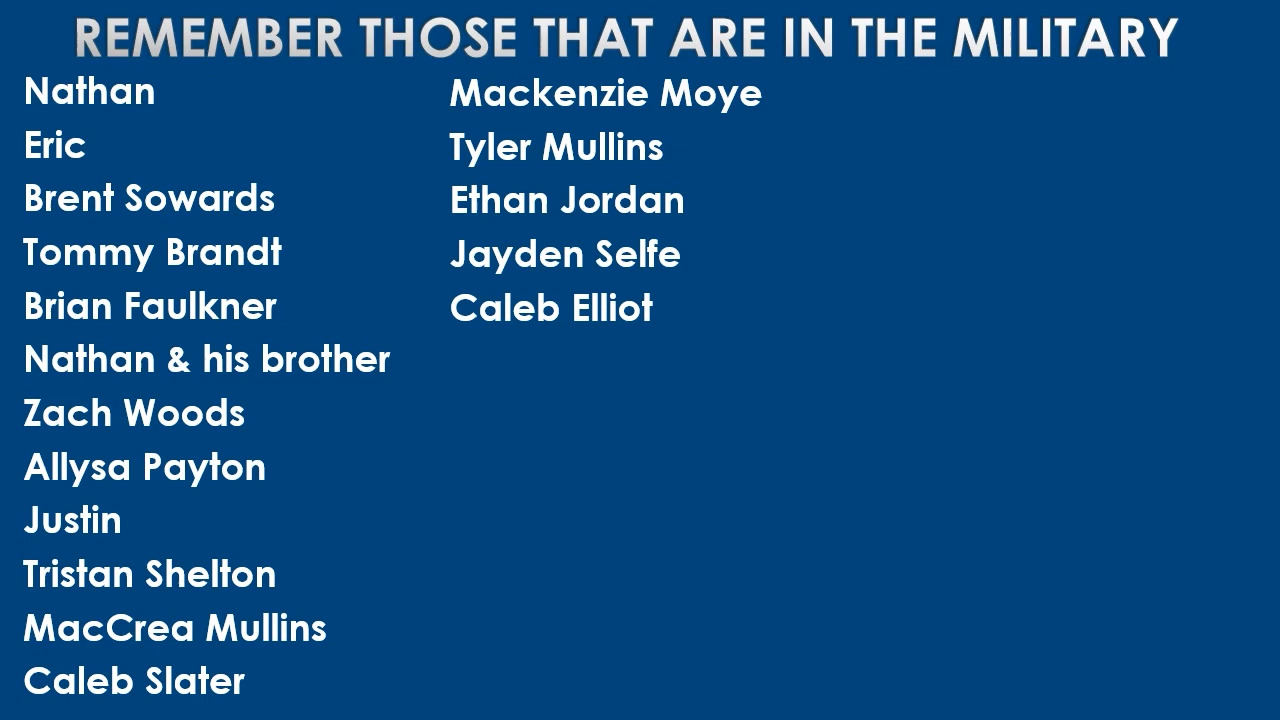 REMEMBER THOSE THAT ARE IN THE MILITARY
Nathan
Eric
Brent Sowards
Tommy Brandt
Brian Faulkner
Nathan & his brother
Zach Woods
Allysa Payton
Justin
Tristan Shelton
MacCrea Mullins
Caleb Slater
Mackenzie Moye
Tyler Mullins
Ethan Jordan
Jayden Selfe
Caleb Elliot